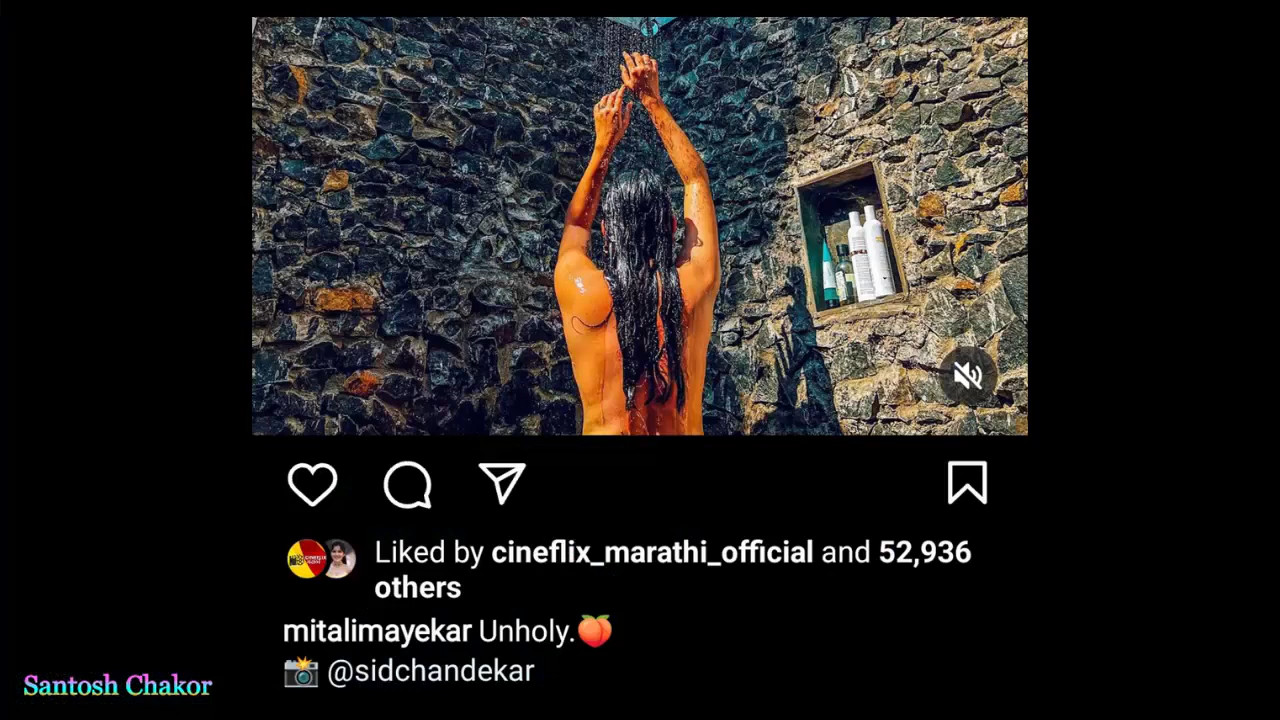 Liked by cineflix_marathi_official and 52,936
others
mitalimayekar Unholy.🍑
📸 @sidchandekar
Santosh Chakor